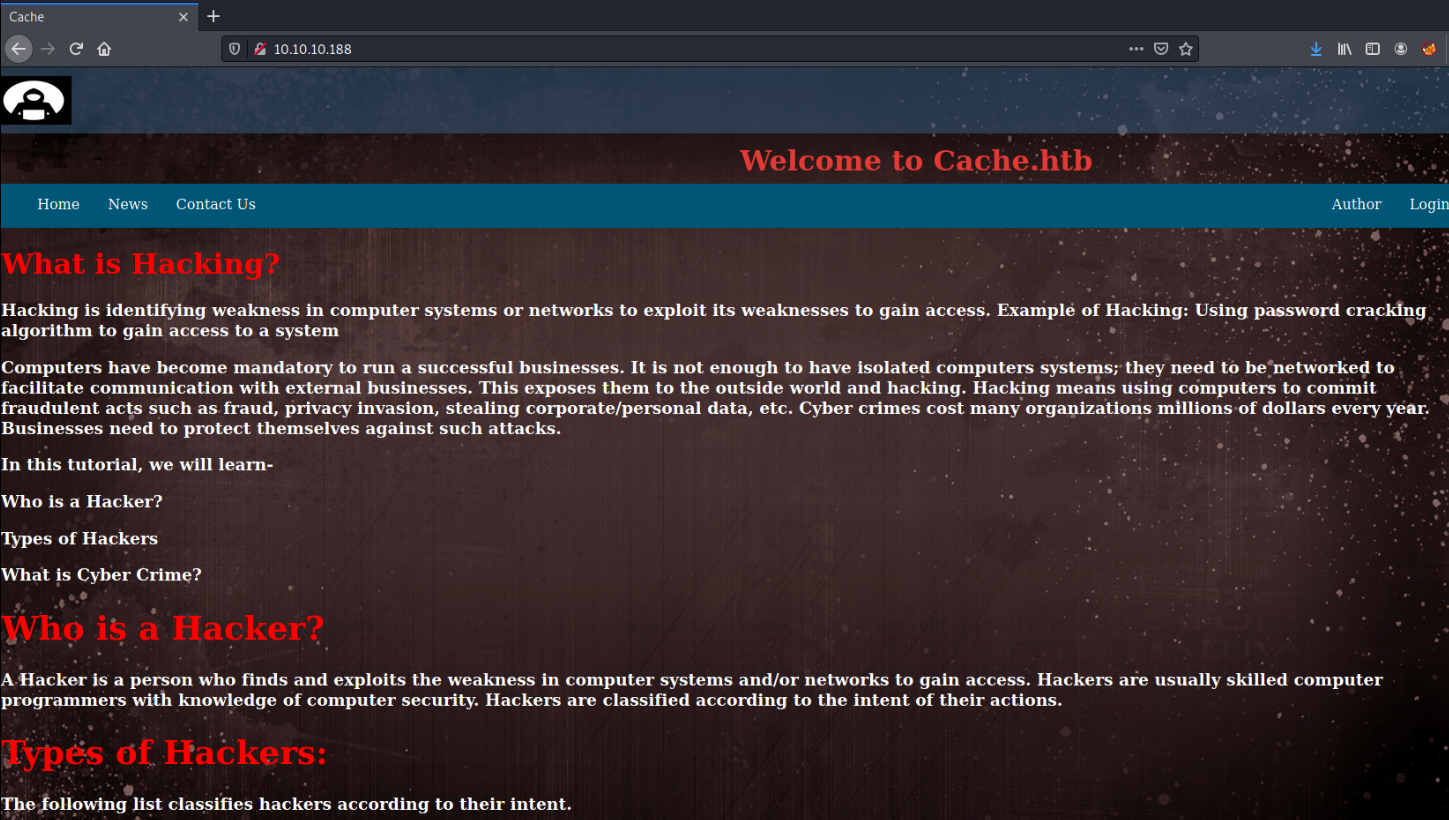 Cache
10.10.10.188
Welcome to Cache.htb
Home News Contact Us Author Login
What is Hacking?
Hacking is identifying weakness in computer systems or networks to exploit its weaknesses to gain access. Example of Hacking: Using password cracking
algorithm to gain access to a system
Computers have become mandatory to run a successful businesses. It is not enough to have isolated computers systems; they need to be networked to
facilitate communication with external businesses. This exposes them to the outside world and hacking. Hacking means using computers to commit
fraudulent acts such as fraud, privacy invasion, stealing corporate/personal data, etc. Cyber crimes cost many organizations millions of dollars every year.
Businesses need to protect themselves against such attacks.
In this tutorial, we will learn-
Who is a Hacker?
Types of Hackers
What is Cyber Crime?
Who is a Hacker?
A Hacker is a person who finds and exploits the weakness in computer systems and/or networks to gain access. Hackers are usually skilled computer
programmers with knowledge of computer security. Hackers are classified according to the intent of their actions.
Types of Hackers:
The following list classifies hackers according to their intent.